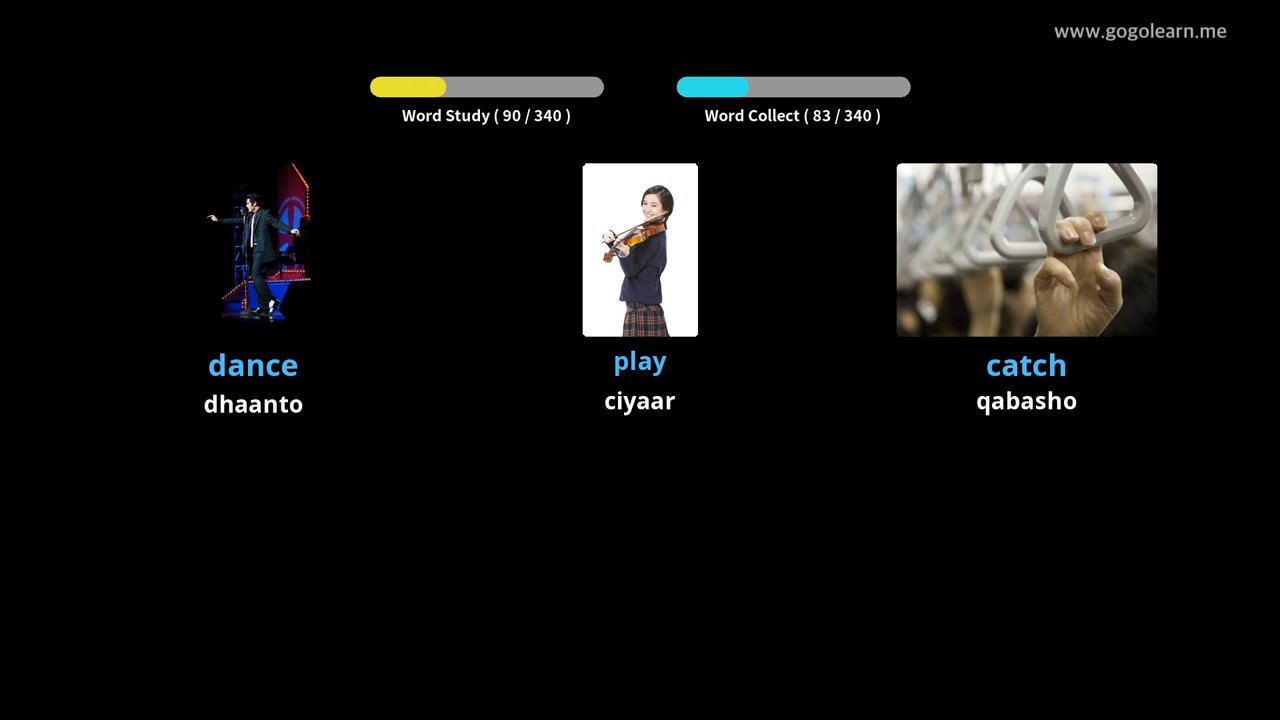 www.gogolearn.me
Word Study ( 90 / 340 )
Word Collect ( 83 / 340 )
dance
dhaanto
play
ciyaar
catch
qabasho